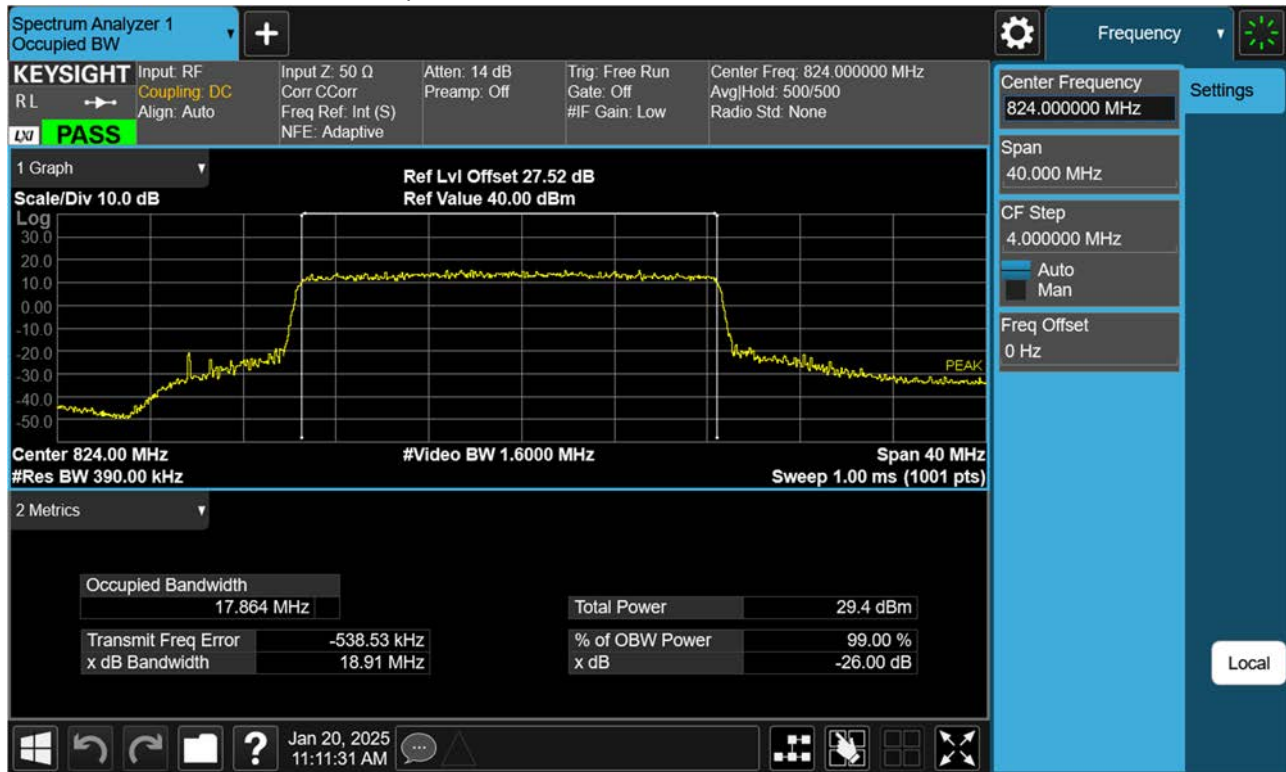 Spectrum Analyzer 1
Occupied BW
+
Frequency
KEYSIGHT
R L
LXI
PASS
Input: RF
Coupling: DC
Align: Auto
Input Z: 50 Ω
Corr CCorr
Freq Ref: Int (S)
NFE: Adaptive
Atten: 14 dB
Preamp: Off
Trig: Free Run
Gate: Off
#IF Gain: Low
Center Freq: 824.000000 MHz
Avg|Hold: 500/500
Radio Std: None
Center Frequency
824.000000 MHz
Settings
Span
40.000 MHz
CF Step
4.000000 MHz
Auto
Man
Freq Offset
0 Hz
Local
1 Graph
Scale/Div 10.0 dB
Ref Lvl Offset 27.52 dB
Ref Value 40.00 dBm
Log
30.0
20.0
10.0
0.00
-10.0
-20.0
-30.0
-40.0
-50.0
PEAK
Center 824.00 MHz
#Video BW 1.6000 MHz
Span 40 MHz
#Res BW 390.00 kHz
Sweep 1.00 ms (1001 pts)
2 Metrics
Occupied Bandwidth
17.864 MHz
Total Power 29.4 dBm
Transmit Freq Error -538.53 kHz
% of OBW Power 99.00 %
x dB Bandwidth 18.91 MHz
x dB -26.00 dB
?
Jan 20, 2025
11:11:31 AM